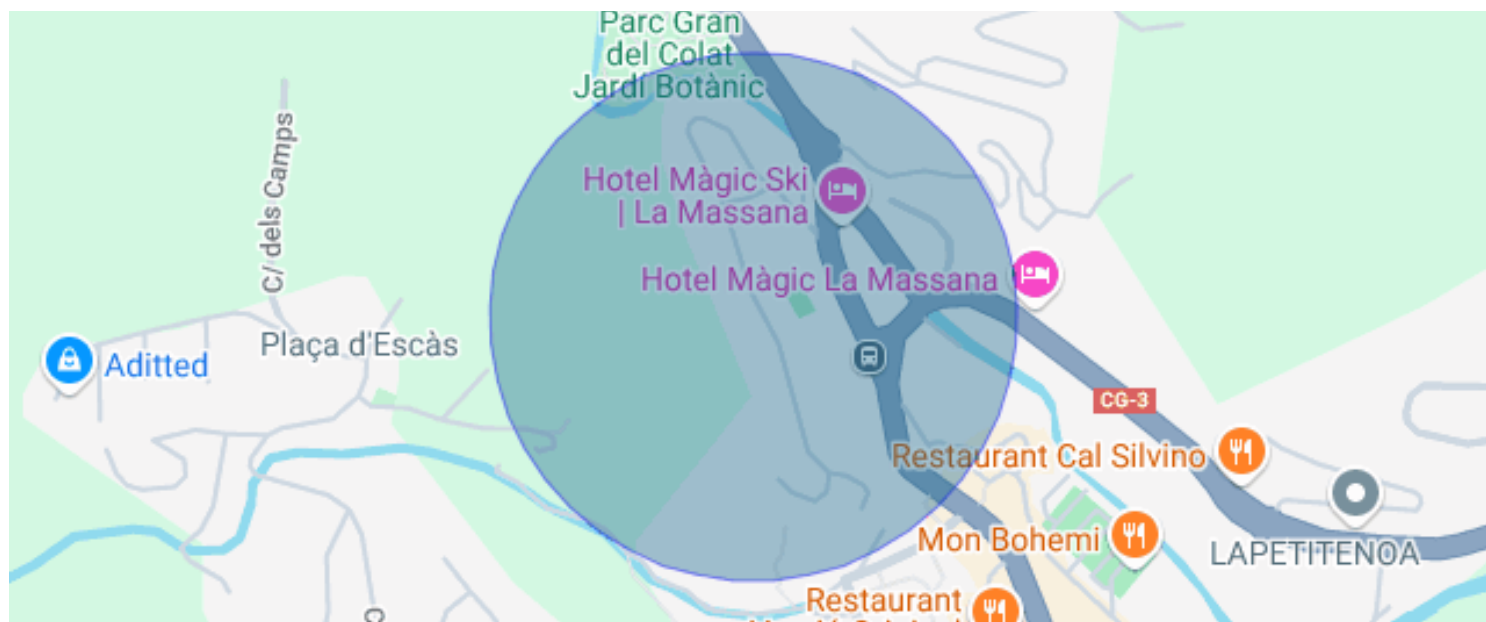 Parc Gran
del Colat
Jardí Botànic
C/ dels Camps
Hotel Màgic Ski
| La Massana
Hotel Màgic La Massana
Plaça d'Escàs
Aditted
CG-3
Restaurant Cal Silvino
Mon Bohemi
LAPETITENOA
Restaurant